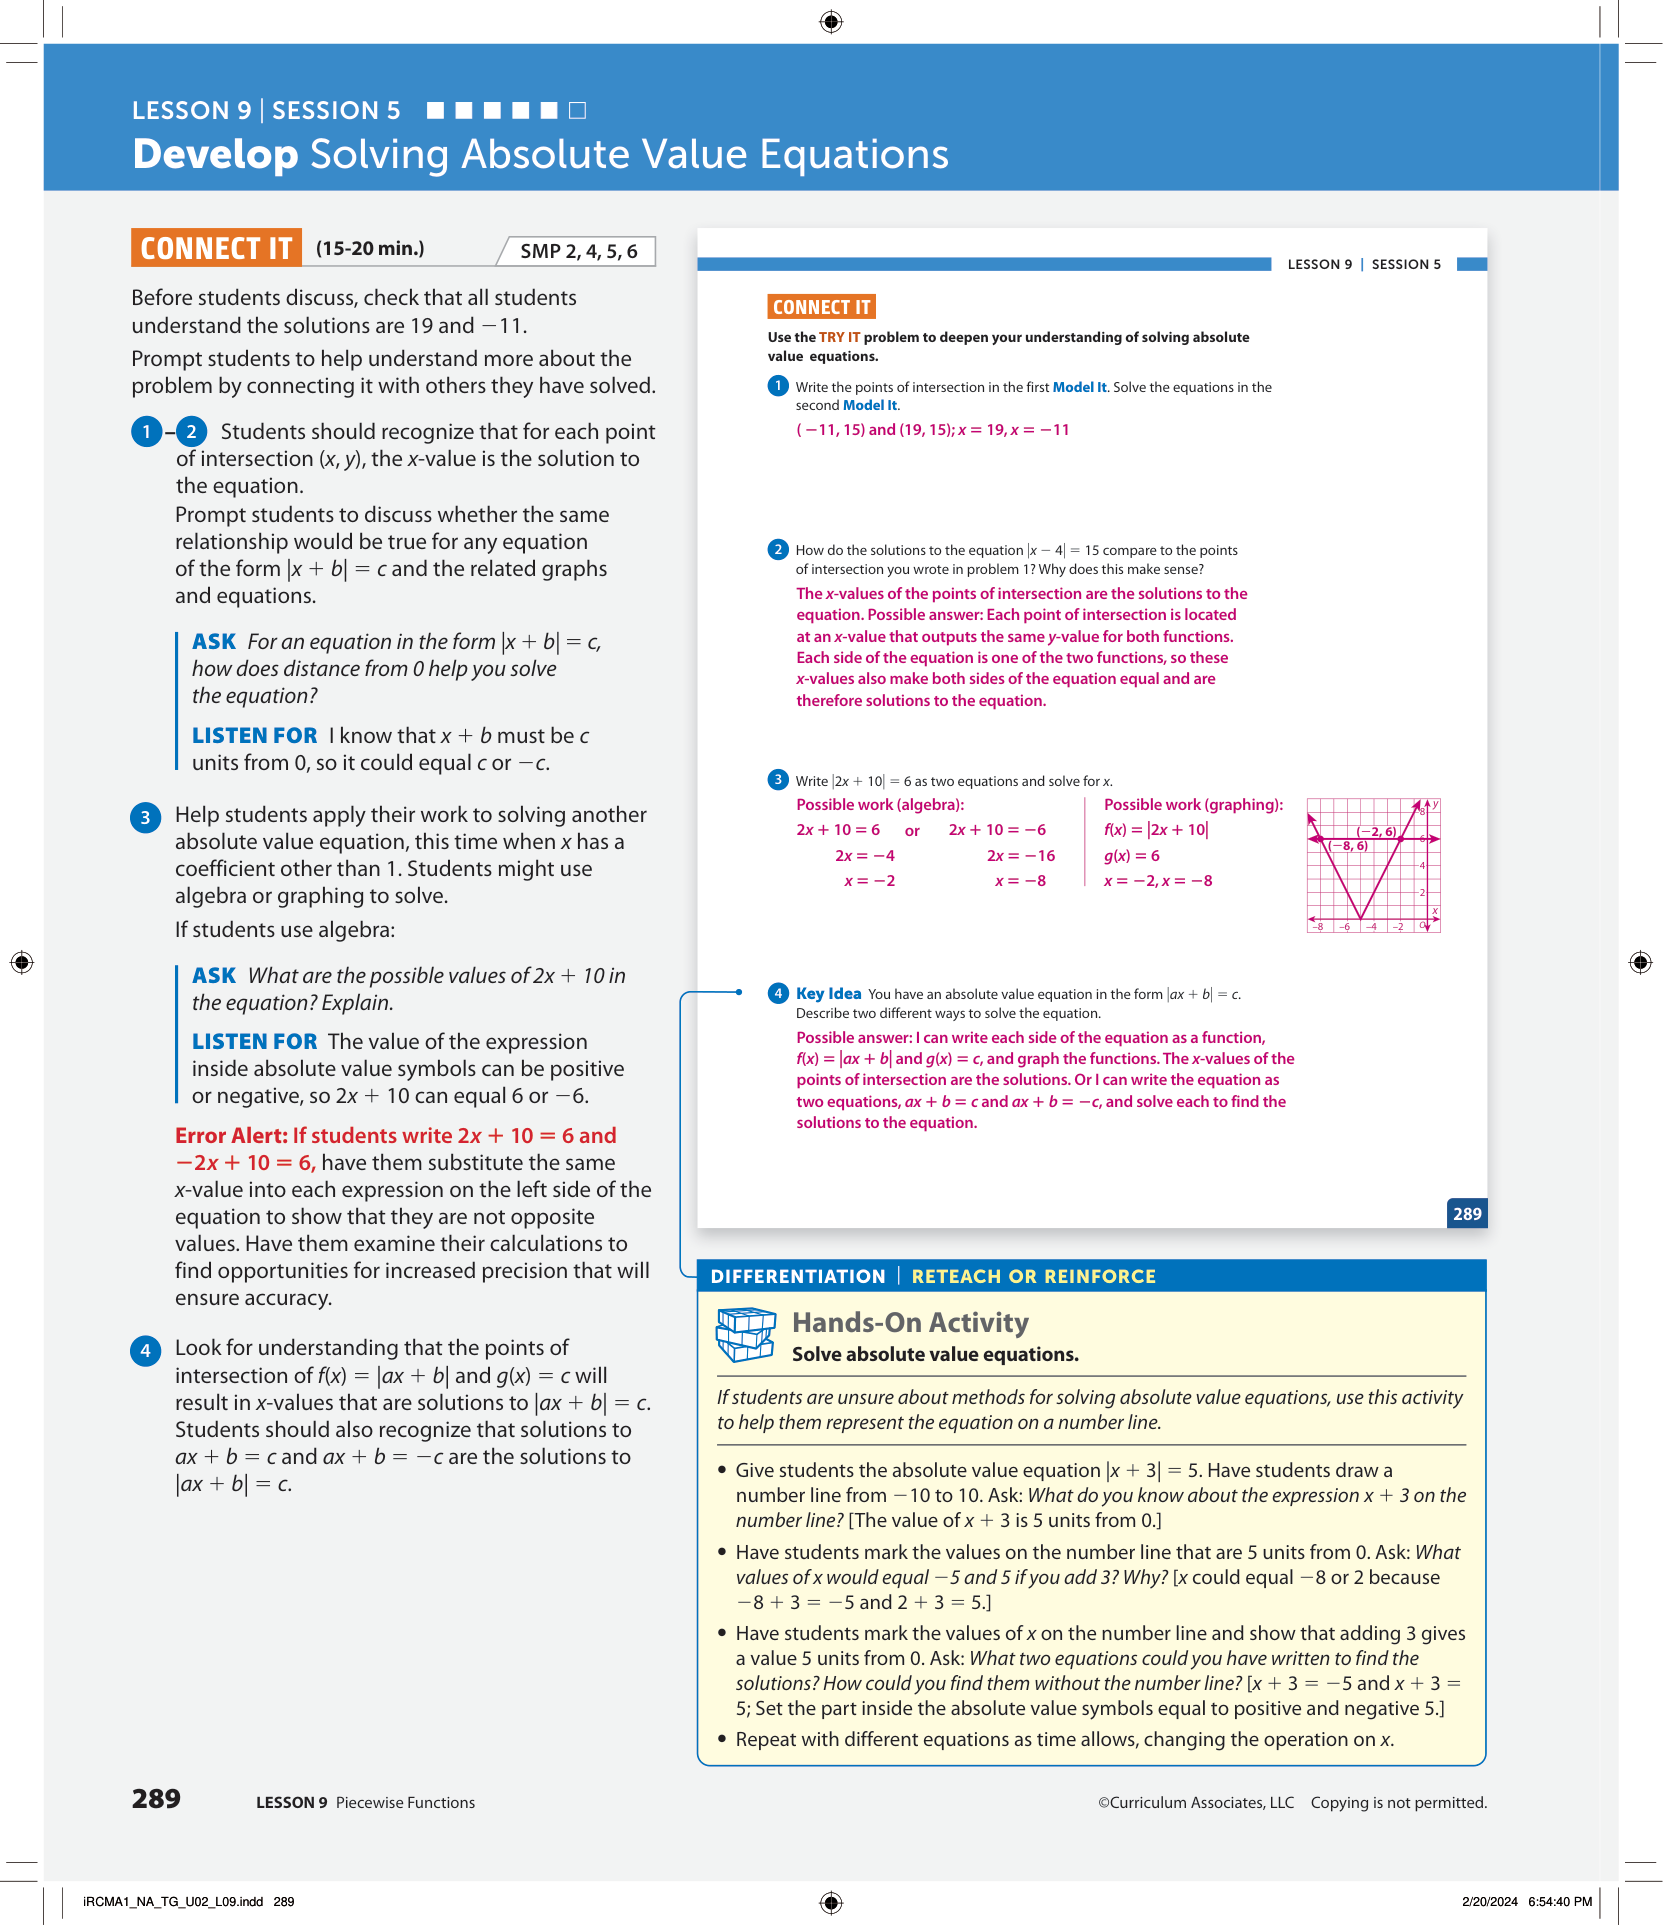 LESSON 9 | SESSION 5
Develop Solving Absolute Value Equations
CONNECT IT (15-20 min.) SMP 2, 4, 5, 6
Before students discuss, check that all students
understand the solutions are 19 and −11.
Prompt students to help understand more about the
problem by connecting it with others they have solved.
1 – 2 Students should recognize that for each point
of intersection (x, y), the x-value is the solution to
the equation.
Prompt students to discuss whether the same
relationship would be true for any equation
of the form |x + b| = c and the related graphs
and equations.
ASK For an equation in the form |x + b| = c,
how does distance from 0 help you solve
the equation?
LISTEN FOR I know that x + b must be c
units from 0, so it could equal c or −c.
3 Help students apply their work to solving another
absolute value equation, this time when x has a
coefficient other than 1. Students might use
algebra or graphing to solve.
If students use algebra:
ASK What are the possible values of 2x + 10 in
the equation? Explain.
LISTEN FOR The value of the expression
inside absolute value symbols can be positive
or negative, so 2x + 10 can equal 6 or −6.
Error Alert: If students write 2x + 10 = 6 and
−2x + 10 = 6, have them substitute the same
x-value into each expression on the left side of the
equation to show that they are not opposite
values. Have them examine their calculations to
find opportunities for increased precision that will
ensure accuracy.
4 Look for understanding that the points of
intersection of f(x) = |ax + b| and g(x) = c will
result in x-values that are solutions to |ax + b| = c.
Students should also recognize that solutions to
ax + b = c and ax + b = −c are the solutions to
|ax + b| = c.
LESSON 9 | SESSION 5
CONNECT IT
Use the TRY IT problem to deepen your understanding of solving absolute
value equations.
1 Write the points of intersection in the first Model It. Solve the equations in the
second Model It.
( −11, 15) and (19, 15); x = 19, x = −11
2 How do the solutions to the equation |x − 4| = 15 compare to the points
of intersection you wrote in problem 1? Why does this make sense?
The x-values of the points of intersection are the solutions to the
equation. Possible answer: Each point of intersection is located
at an x-value that outputs the same y-value for both functions.
Each side of the equation is one of the two functions, so these
x-values also make both sides of the equation equal and are
therefore solutions to the equation.
3 Write |2x + 10| = 6 as two equations and solve for x.
Possible work (algebra):
2x + 10 = 6 or 2x + 10 = −6
2x = −4 2x = −16
x = −2 x = −8
Possible work (graphing):
f(x) = |2x + 10|
g(x) = 6
x = −2, x = −8
y
8
(−2, 6) 6
(−8, 6)
4
2
x
−8 −6 −4 −2 O
4 Key Idea You have an absolute value equation in the form |ax + b| = c.
Describe two different ways to solve the equation.
Possible answer: I can write each side of the equation as a function,
f(x) = |ax + b| and g(x) = c, and graph the functions. The x-values of the
points of intersection are the solutions. Or I can write the equation as
two equations, ax + b = c and ax + b = −c, and solve each to find the
solutions to the equation.
289
DIFFERENTIATION | RETEACH OR REINFORCE
Hands-On Activity
Solve absolute value equations.
If students are unsure about methods for solving absolute value equations, use this activity
to help them represent the equation on a number line.
• Give students the absolute value equation |x + 3| = 5. Have students draw a
number line from −10 to 10. Ask: What do you know about the expression x + 3 on the
number line? [The value of x + 3 is 5 units from 0.]
• Have students mark the values on the number line that are 5 units from 0. Ask: What
values of x would equal −5 and 5 if you add 3? Why? [x could equal −8 or 2 because
−8 + 3 = −5 and 2 + 3 = 5.]
• Have students mark the values of x on the number line and show that adding 3 gives
a value 5 units from 0. Ask: What two equations could you have written to find the
solutions? How could you find them without the number line? [x + 3 = −5 and x + 3 =
5; Set the part inside the absolute value symbols equal to positive and negative 5.]
• Repeat with different equations as time allows, changing the operation on x.
289 LESSON 9 Piecewise Functions ©Curriculum Associates, LLC Copying is not permitted.
iRCMA1_NA_TG_U02_L09.indd 289 2/20/2024 6:54:40 PM